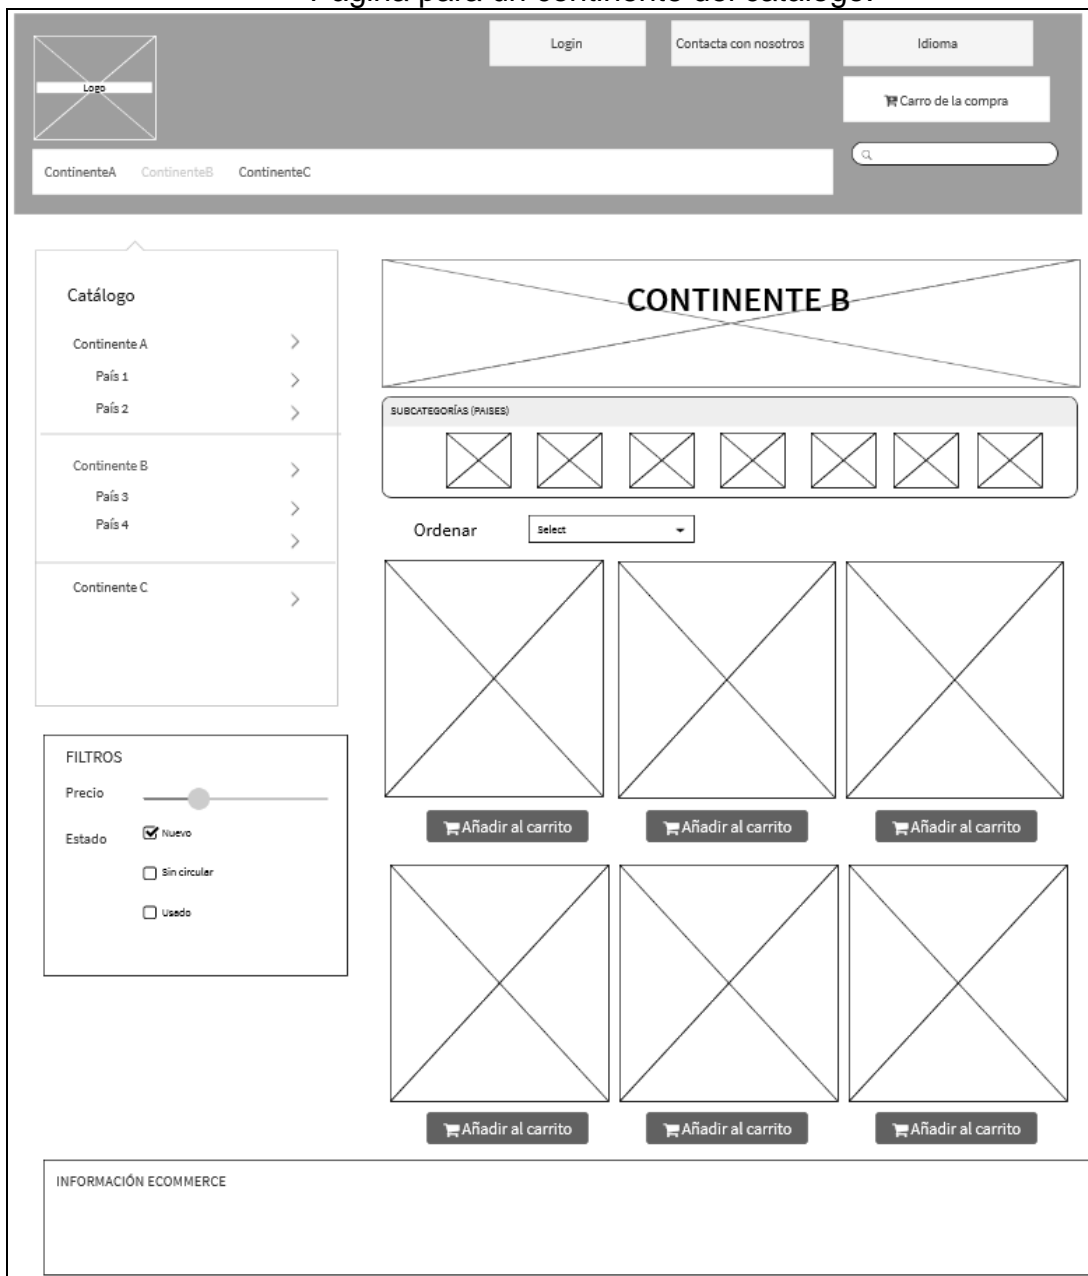 Página para un continente del catálogo.
Login
Contacta con nosotros
Idioma
Logo
Carro de la compra
ContinenteA ContinenteB ContinenteC
Catálogo
Continente A
País 1
País 2
Continente B
País 3
País 4
Continente C
FILTROS
Precio
Estado
Nuevo
Sin circular
Usado
CONTINENTE B
SUBCATEGORÍAS (PAISES)
Ordenar
Select
Añadir al carrito Añadir al carrito Añadir al carrito
Añadir al carrito Añadir al carrito Añadir al carrito
INFORMACIÓN ECOMMERCE